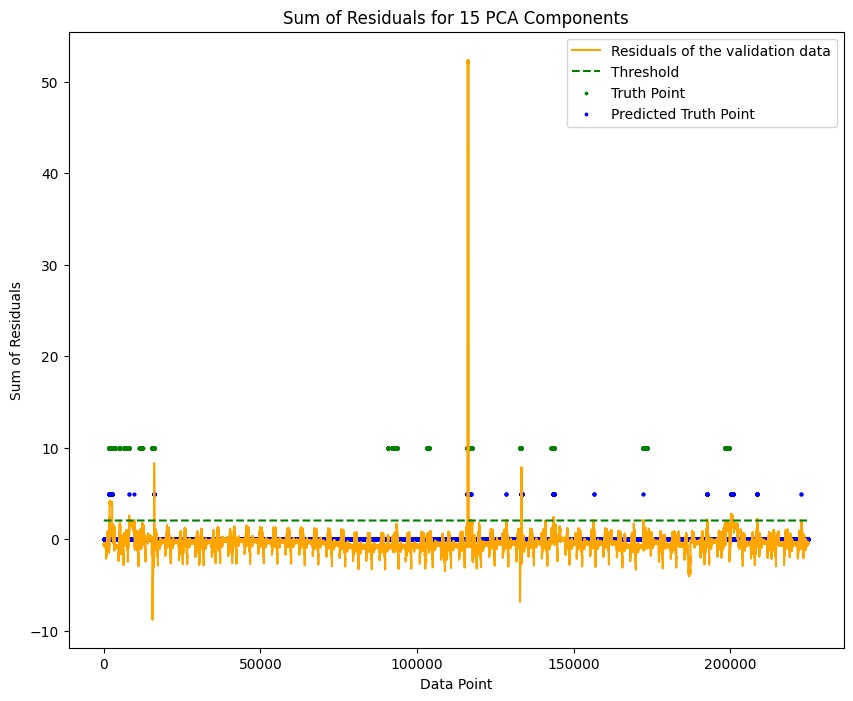 Sum of Residuals for 15 PCA Components
Residuals of the validation data
Threshold
Truth Point
Predicted Truth Point
50
40
30
20
10
0
−10
Sum of Residuals
0
50000
100000
150000
200000
Data Point